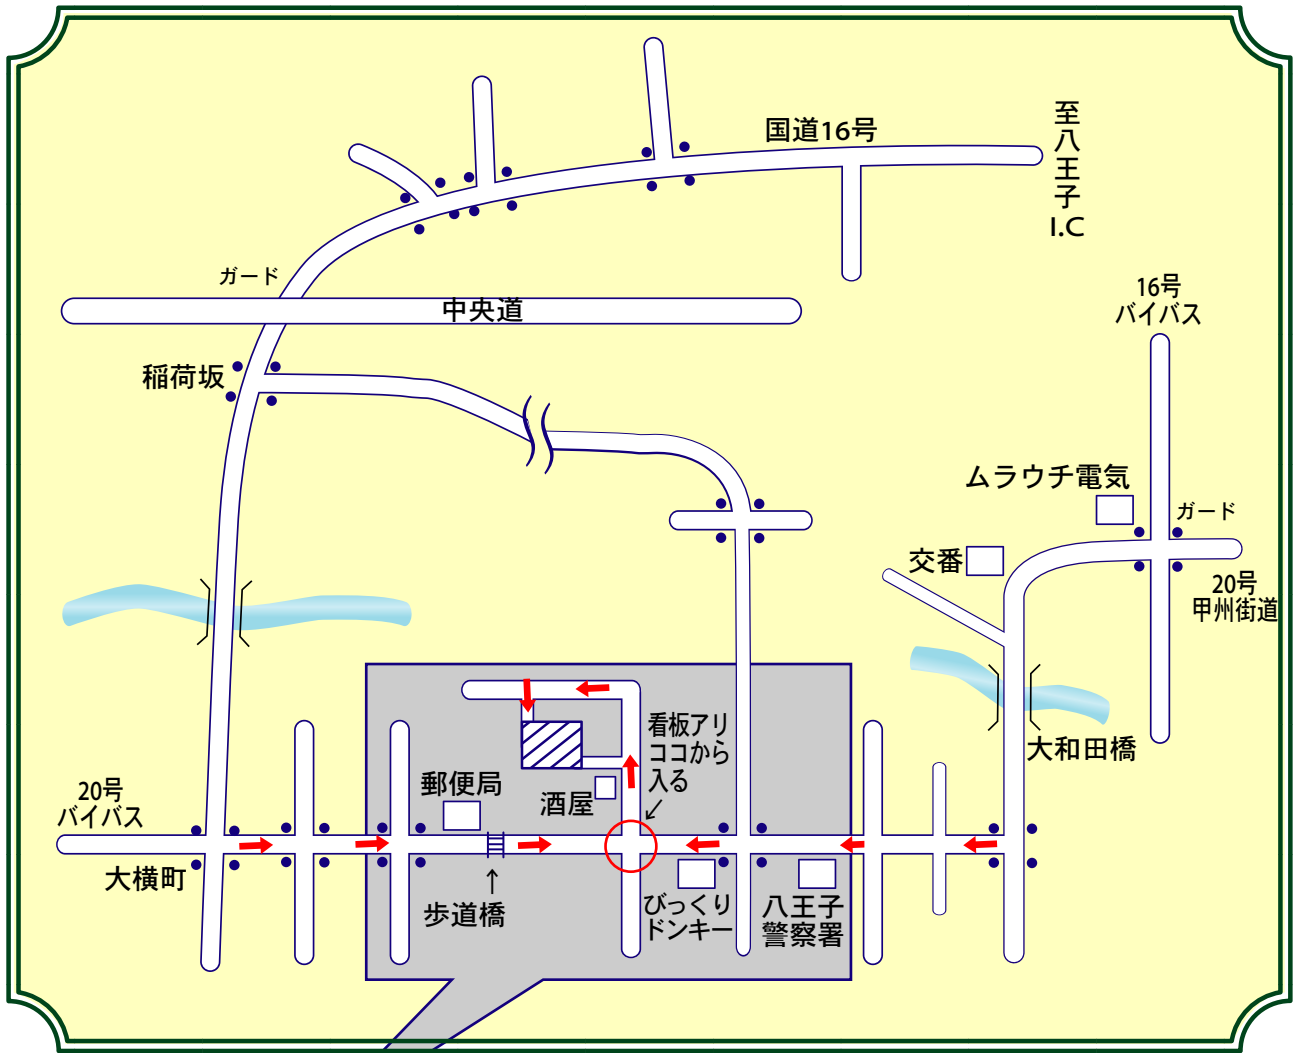 国道16号
至八王子I.C
ガード
中央道
16号
バイパス
稲荷坂
ムラウチ電気
ガード
交番
20号
甲州街道
看板アリ
ココから
入る
大和田橋
郵便局
酒屋
20号
バイパス
大横町
歩道橋
びっくり
ドンキー
八王子
警察署